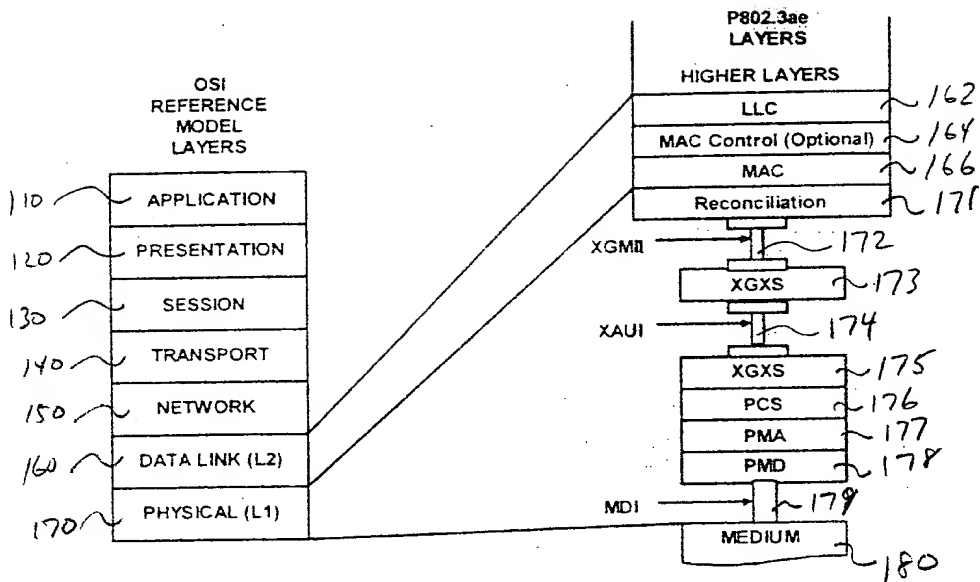 P802.3ae
LAYERS
HIGHER LAYERS
LLC
162
MAC Control (Optional)
164
MAC
166
Reconciliation
171
XGMII
172
XGXS
173
XAUI
174
XGXS
175
PCS
176
PMA
177
PMD
178
MDI
179
MEDIUM
180
OSI
REFERENCE
MODEL
LAYERS
110
APPLICATION
120
PRESENTATION
130
SESSION
140
TRANSPORT
150
NETWORK
160
DATA LINK (L2)
170
PHYSICAL (L1)